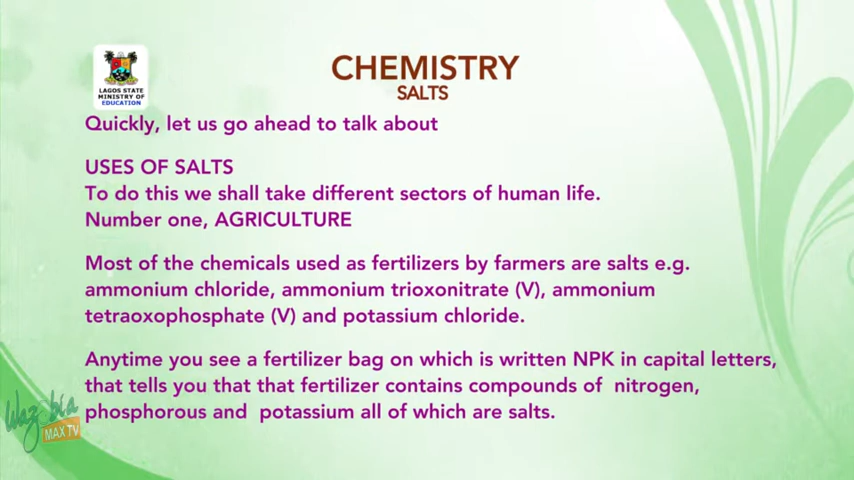 LAGOS STATE
MINISTRY OF
EDUCATION
CHEMISTRY
SALTS
Quickly, let us go ahead to talk about
USES OF SALTS
To do this we shall take different sectors of human life.
Number one, AGRICULTURE
Most of the chemicals used as fertilizers by farmers are salts e.g.
ammonium chloride, ammonium trioxonitrate (V), ammonium
tetraoxophosphate (V) and potassium chloride.
Anytime you see a fertilizer bag on which is written NPK in capital letters,
that tells you that that fertilizer contains compounds of nitrogen,
phosphorous and potassium all of which are salts.
Wazobia
MAX TV